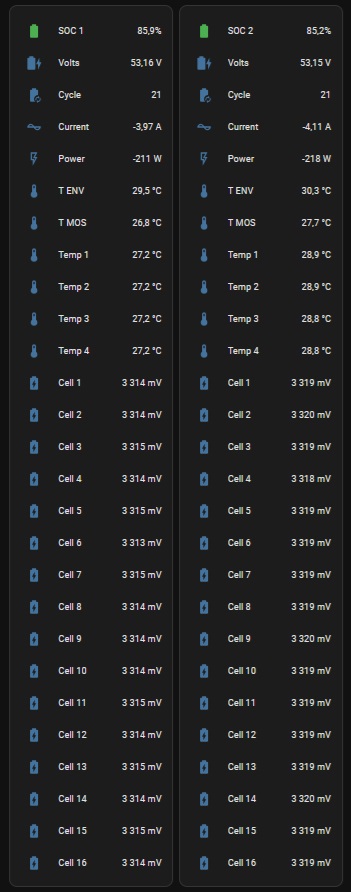 SOC 1 85,9%
Volts 53,16 V
Cycle 21
Current -3,97 A
Power -211 W
T ENV 29,5 °C
T MOS 26,8 °C
Temp 1 27,2 °C
Temp 2 27,2 °C
Temp 3 27,2 °C
Temp 4 27,2 °C
Cell 1 3 314 mV
Cell 2 3 314 mV
Cell 3 3 315 mV
Cell 4 3 314 mV
Cell 5 3 315 mV
Cell 6 3 313 mV
Cell 7 3 315 mV
Cell 8 3 314 mV
Cell 9 3 314 mV
Cell 10 3 314 mV
Cell 11 3 315 mV
Cell 12 3 314 mV
Cell 13 3 315 mV
Cell 14 3 314 mV
Cell 15 3 315 mV
Cell 16 3 314 mV
SOC 2 85,2%
Volts 53,15 V
Cycle 21
Current -4,11 A
Power -218 W
T ENV 30,3 °C
T MOS 27,7 °C
Temp 1 28,9 °C
Temp 2 28,9 °C
Temp 3 28,8 °C
Temp 4 28,8 °C
Cell 1 3 319 mV
Cell 2 3 320 mV
Cell 3 3 319 mV
Cell 4 3 318 mV
Cell 5 3 319 mV
Cell 6 3 319 mV
Cell 7 3 319 mV
Cell 8 3 319 mV
Cell 9 3 320 mV
Cell 10 3 319 mV
Cell 11 3 319 mV
Cell 12 3 319 mV
Cell 13 3 319 mV
Cell 14 3 320 mV
Cell 15 3 319 mV
Cell 16 3 319 mV